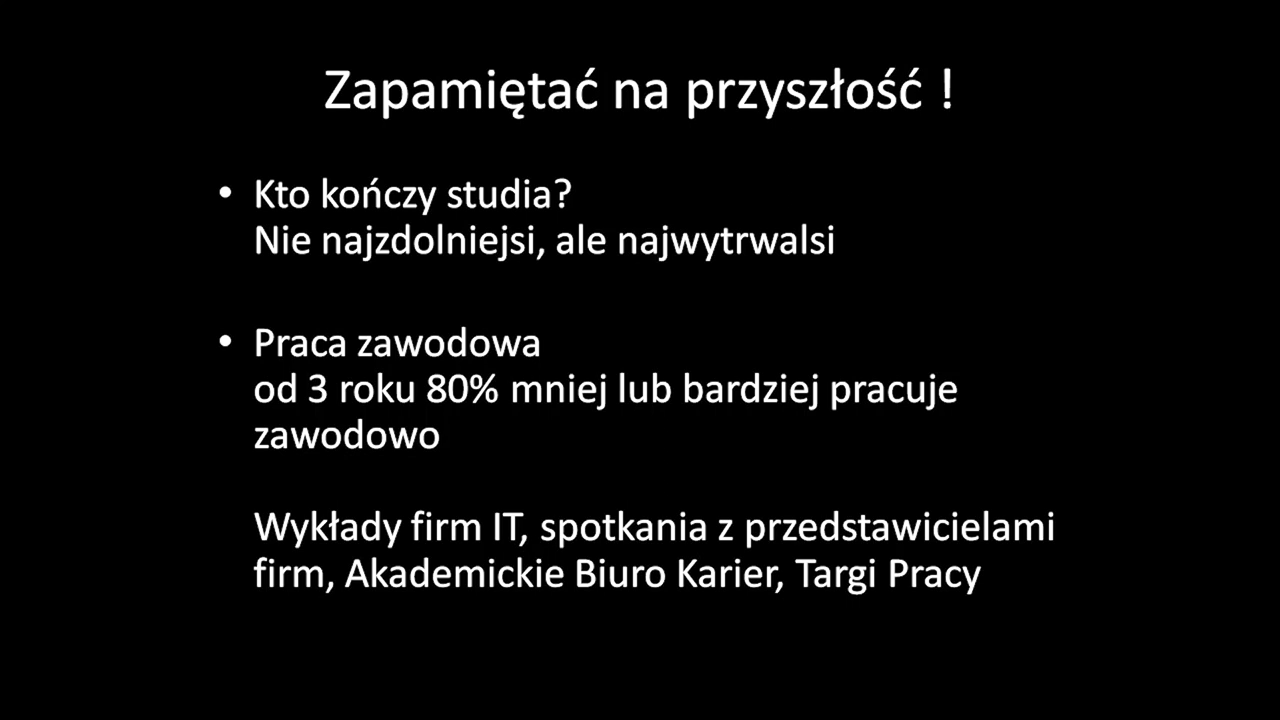 Zapamiętać na przyszłość !
• Kto kończy studia?
Nie najzdolniejsi, ale najwytrwalsi
• Praca zawodowa
od 3 roku 80% mniej lub bardziej pracuje
zawodowo
Wykłady firm IT, spotkania z przedstawicielami
firm, Akademickie Biuro Karier, Targi Pracy